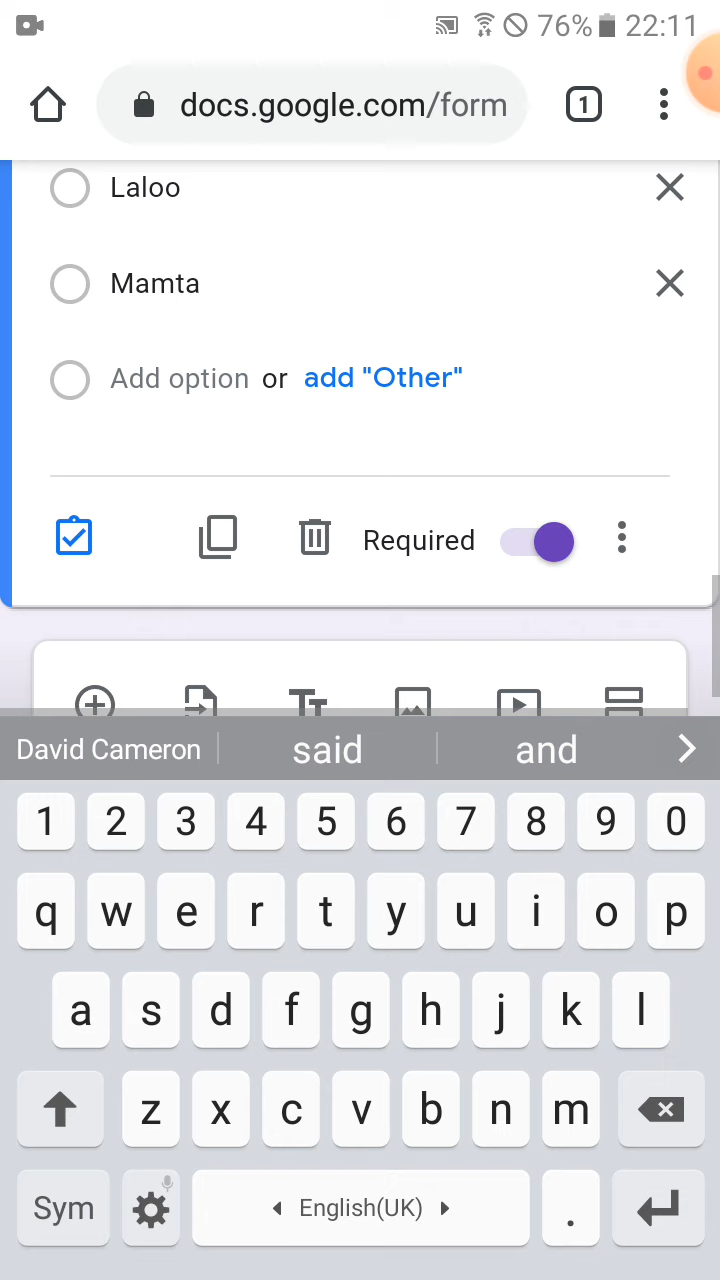 76% 22:11
docs.google.com/form 1
Laloo
Mamta
Add option or add "Other"
Required
David Cameron said and
1 2 3 4 5 6 7 8 9 0
q w e r t y u i o p
a s d f g h j k l
z x c v b n m
Sym English(UK) .